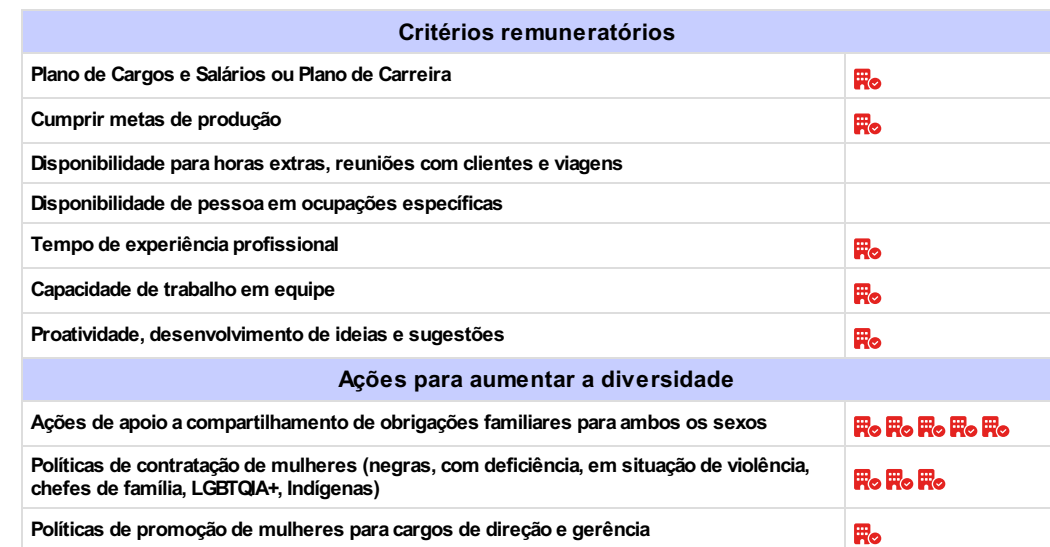 Critérios remuneratórios
Plano de Cargos e Salários ou Plano de Carreira
Cumprir metas de produção
Disponibilidade para horas extras, reuniões com clientes e viagens
Disponibilidade de pessoa em ocupações específicas
Tempo de experiência profissional
Capacidade de trabalho em equipe
Proatividade, desenvolvimento de ideias e sugestões
Ações para aumentar a diversidade
Ações de apoio a compartilhamento de obrigações familiares para ambos os sexos
Políticas de contratação de mulheres (negras, com deficiência, em situação de violência,
chefes de família, LGBTQIA+, Indígenas)
Políticas de promoção de mulheres para cargos de direção e gerência